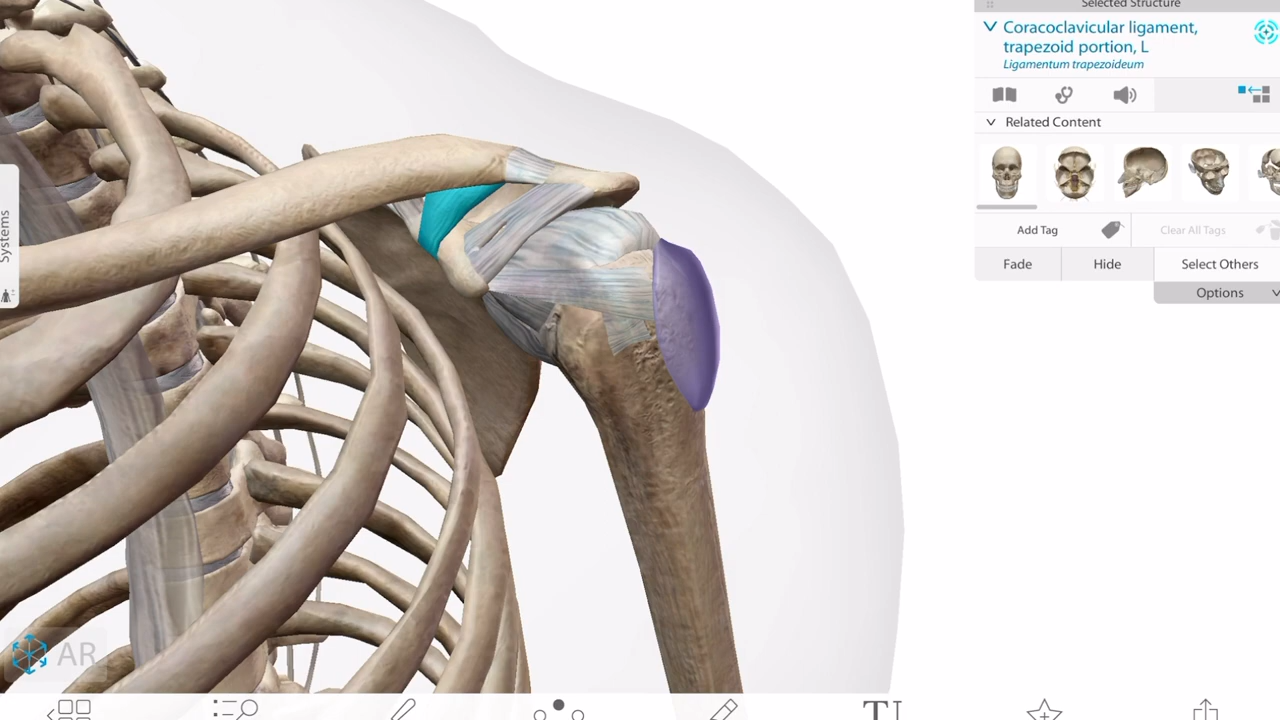 Selected Structure
Coracoclavicular ligament,
trapezoid portion, L
Ligamentum trapezoideum
Related Content
Add Tag
Clear All Tags
Fade
Hide
Select Others
Options
Systems
AR